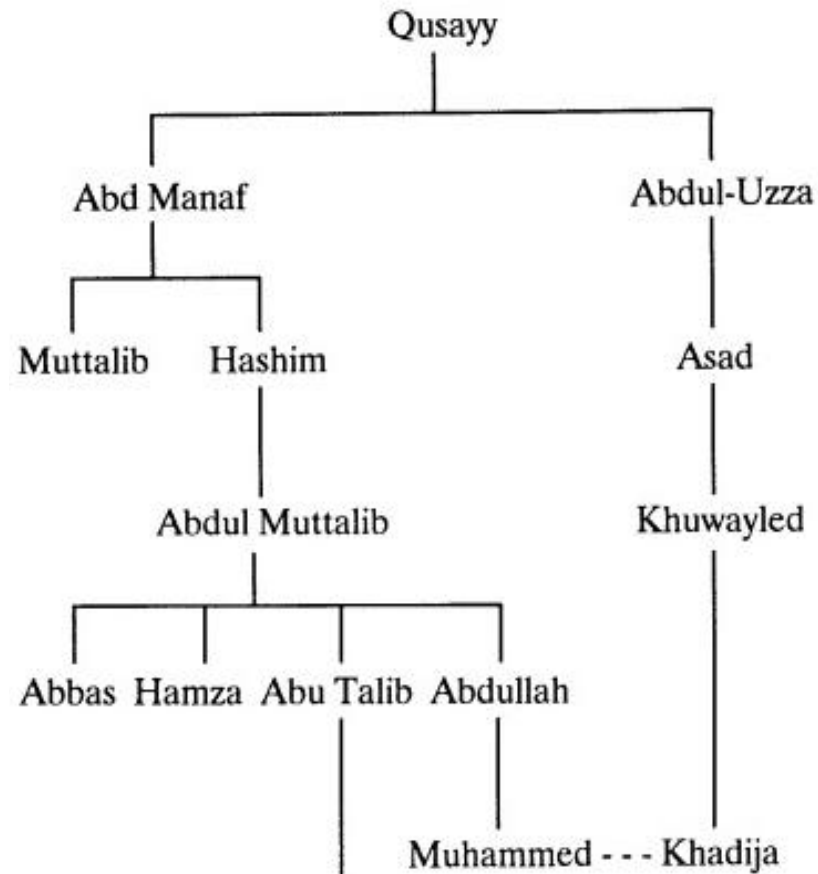 Qusayy
Abd Manaf Abdul-Uzza
Muttalib Hashim Asad
Abdul Muttalib Khuwayled
Abbas Hamza Abu Talib Abdullah
Muhammed --- Khadija